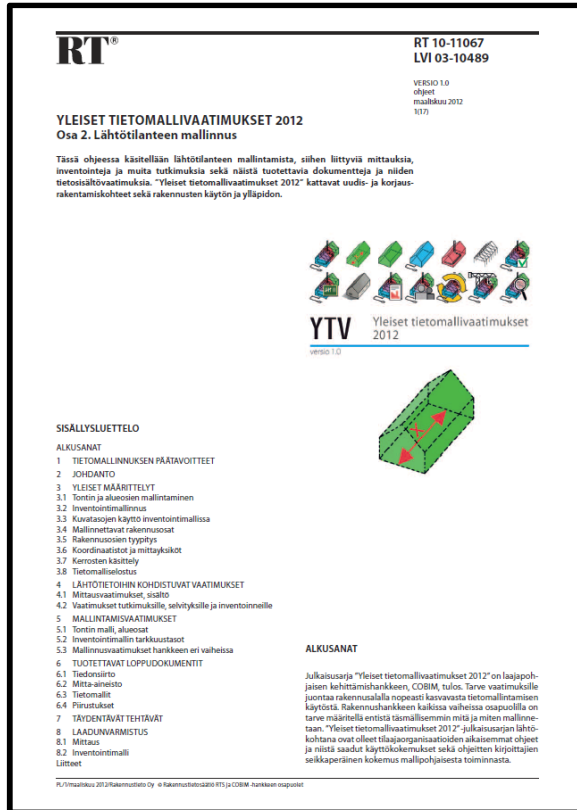 RT®
RT 10-11067
LVI 03-10489
VERSIO 1.0
ohjeet
maaliskuu 2012
1(17)
YLEISET TIETOMALLIVAATIMUKSET 2012
Osa 2. Lähtötilanteen mallinnus
Tässä ohjeessa käsitellään lähtötilanteen mallintamista, siihen liittyviä mittauksia,
inventointeja ja muita tutkimuksia sekä näistä tuotettavia dokumentteja ja niiden
tietosisältövaatimuksia. "Yleiset tietomallivaatimukset 2012" kattavat uudis- ja korjaus-
rakentamiskohteet sekä rakennusten käytön ja ylläpidon.
YTV
Yleiset tietomallivaatimukset
2012
versio 1.0
SISÄLLYSLUETTELO
ALKUSANAT
1 TIETOMALLINNUKSEN PÄÄTAVOITTEET
2 JOHDANTO
3 YLEISET MÄÄRITTELYT
3.1 Tontin ja alueosien mallintaminen
3.2 Inventointimallinnus
3.3 Kuvatasojen käyttö inventointimallissa
3.4 Mallinnettavat rakennusosat
3.5 Rakennusosien tyypitys
3.6 Koordinaatistot ja mittayksiköt
3.7 Kerrosten käsittely
3.8 Tietomalliselostus
4 LÄHTÖTIETOIHIN KOHDISTUVAT VAATIMUKSET
4.1 Mittausvaatimukset, sisältö
4.2 Vaatimukset tutkimuksille, selvityksille ja inventoinneille
5 MALLINTAMISVAATIMUKSET
5.1 Tontin malli, alueosat
5.2 Inventointimallin tarkkuustasot
5.3 Mallinnusvaatimukset hankkeen eri vaiheissa
6 TUOTETTAVAT LOPPUDOKUMENTIT
6.1 Tiedonsiirto
6.2 Mitta-aineisto
6.3 Tietomallit
6.4 Piirustukset
7 TÄYDENTÄVÄT TEHTÄVÄT
8 LAADUNVARMISTUS
8.1 Mittaus
8.2 Inventointimalli
Liitteet
ALKUSANAT
Julkaisusarja "Yleiset tietomallivaatimukset 2012" on laajapoh-
jaisen kehittämishankkeen, COBIM, tulos. Tarve vaatimuksille
juontaa rakennusalalla nopeasti kasvavasta tietomallintamisen
käytöstä. Rakennushankkeen kaikissa vaiheissa osapuolilla on
tarve määritellä entistä täsmällisemmin mitä ja miten mallinne-
taan. "Yleiset tietomallivaatimukset 2012" -julkaisusarjan lähtö-
kohtana ovat olleet tilaajaorganisaatioiden aikaisemmat ohjeet
ja niistä saadut käyttökokemukset sekä ohjeitten kirjoittajien
seikkaperäinen kokemus mallipohjaisesta toiminnasta.
PL/1/maaliskuu 2012/Rakennustieto Oy © Rakennustietosäätiö RTS ja COBIM -hankkeen osapuolet